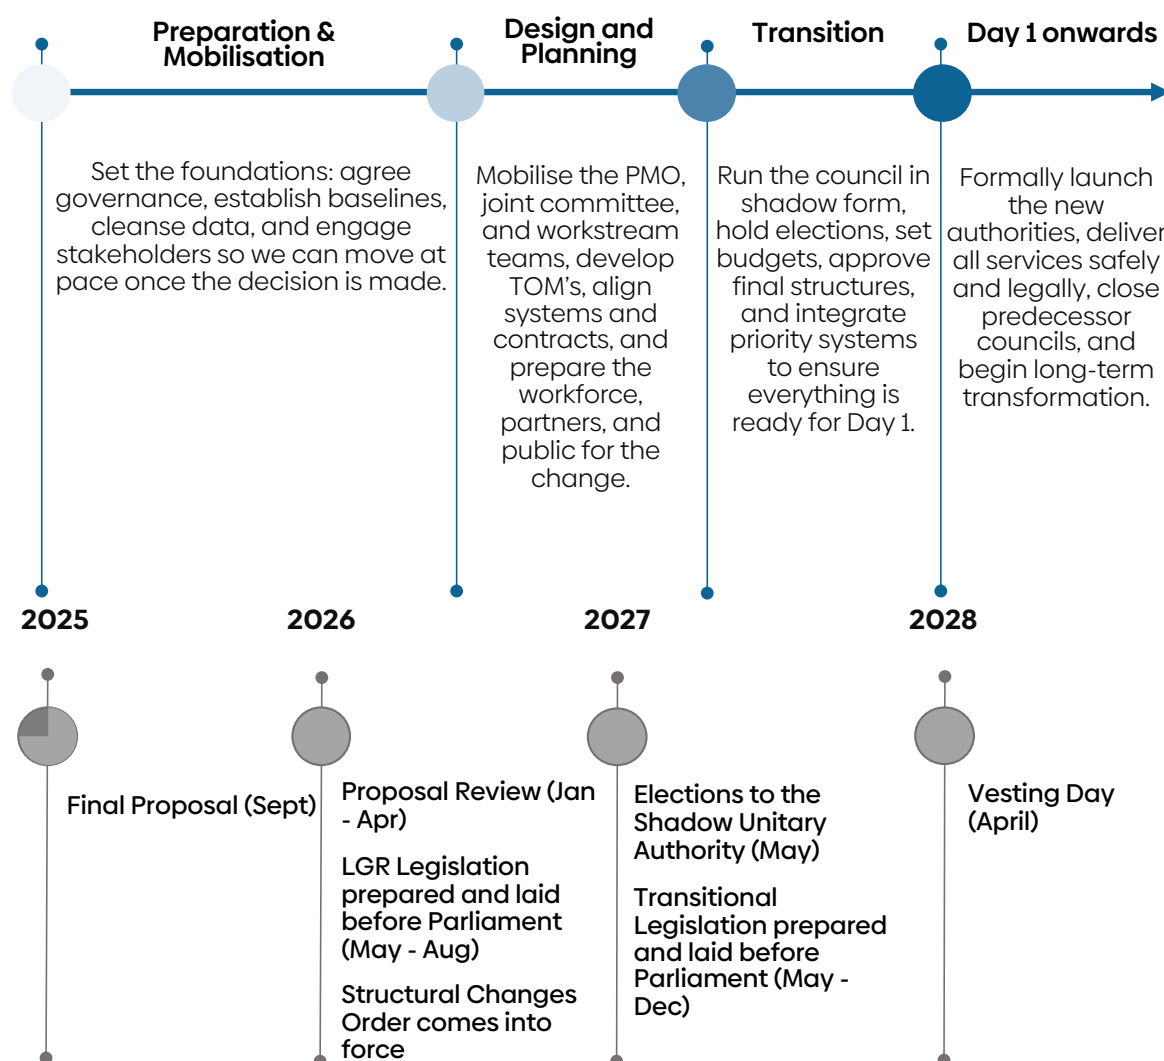 Preparation &
Mobilisation
Design and
Planning
Transition
Day 1 onwards
Set the foundations: agree
governance, establish baselines,
cleanse data, and engage
stakeholders so we can move at
pace once the decision is made.
Mobilise the PMO,
joint committee,
and workstream
teams, develop
TOM's, align
systems and
contracts, and
prepare the
workforce,
partners, and
public for the
change.
Run the council in
shadow form,
hold elections, set
budgets, approve
final structures,
and integrate
priority systems
to ensure
everything is
ready for Day 1.
Formally launch
the new
authorities, deliver
all services safely
and legally, close
predecessor
councils, and
begin long-term
transformation.
2025
2026
2027
2028
Final Proposal (Sept)
Proposal Review (Jan
- Apr)
LGR Legislation
prepared and laid
before Parliament
(May - Aug)
Structural Changes
Order comes into
force
Elections to the
Shadow Unitary
Authority (May)
Transitional
Legislation prepared
and laid before
Parliament (May -
Dec)
Vesting Day
(April)